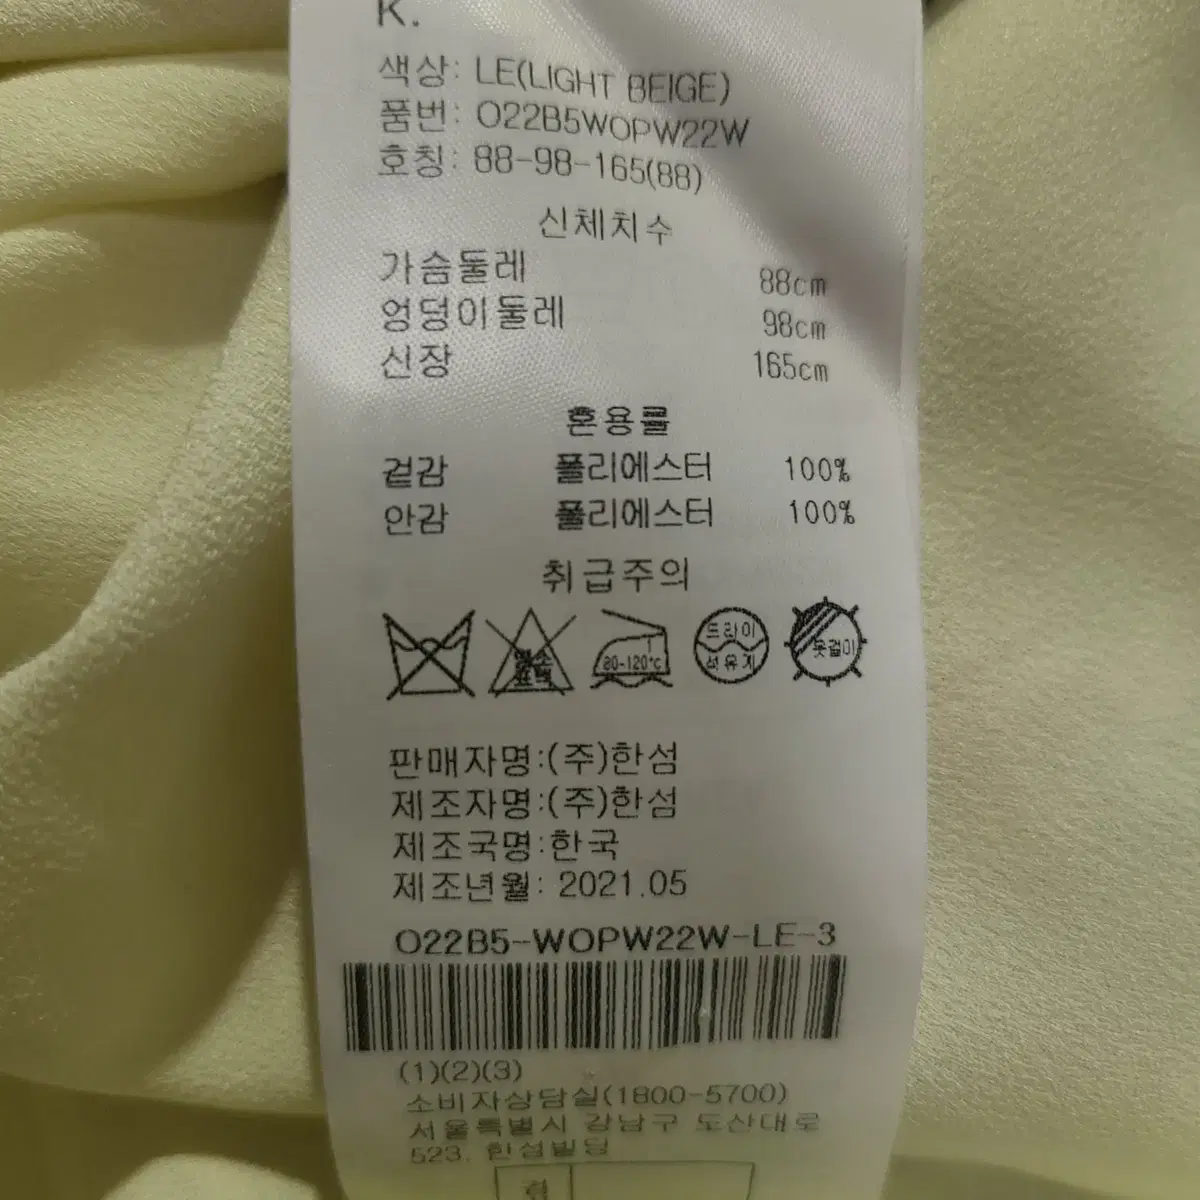 K.
색상: LE(LIGHT BEIGE)
품번: O22B5WOPW22W
호칭: 88-98-165(88)
신체치수
가슴둘레 88cm
엉덩이둘레 98cm
신장 165cm
혼용률
겉감 폴리에스터 100%
안감 폴리에스터 100%
취급주의
염소표백
80-120℃
드라이
석유계
옷걸이
판매자명:(주)한섬
제조자명:(주)한섬
제조국명:한국
제조년월: 2021.05
O22B5-WOPW22W-LE-3
(1)(2)(3)
소비자상담실(1800-5700)
서울특별시 강남구 도산대로
523, 한섬빌딩